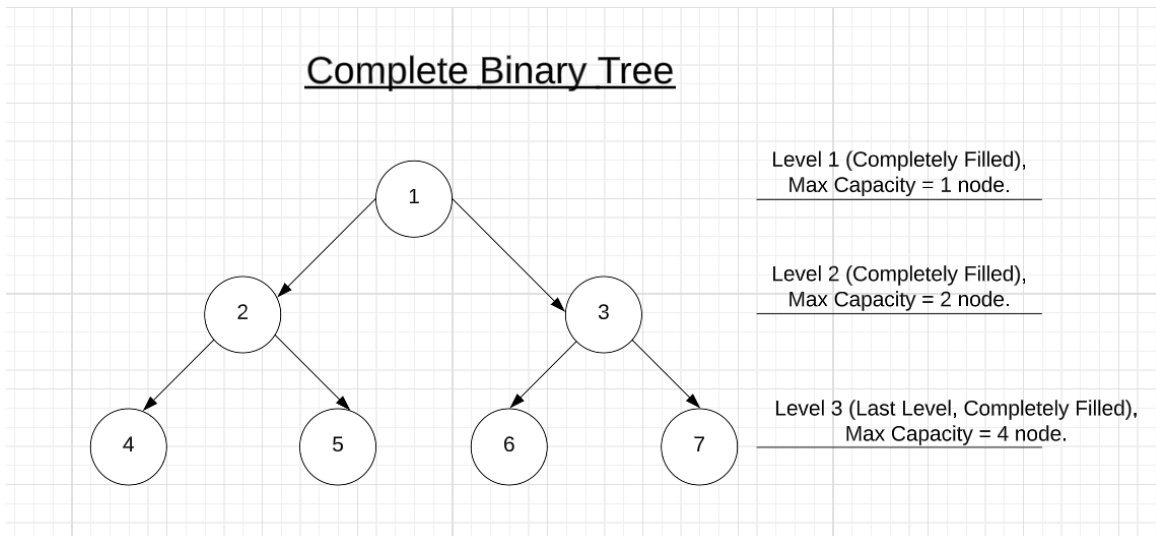 Complete Binary Tree
Level 1 (Completely Filled),
Max Capacity = 1 node.
1
Level 2 (Completely Filled),
Max Capacity = 2 node.
2
3
Level 3 (Last Level, Completely Filled),
Max Capacity = 4 node.
4
5
6
7